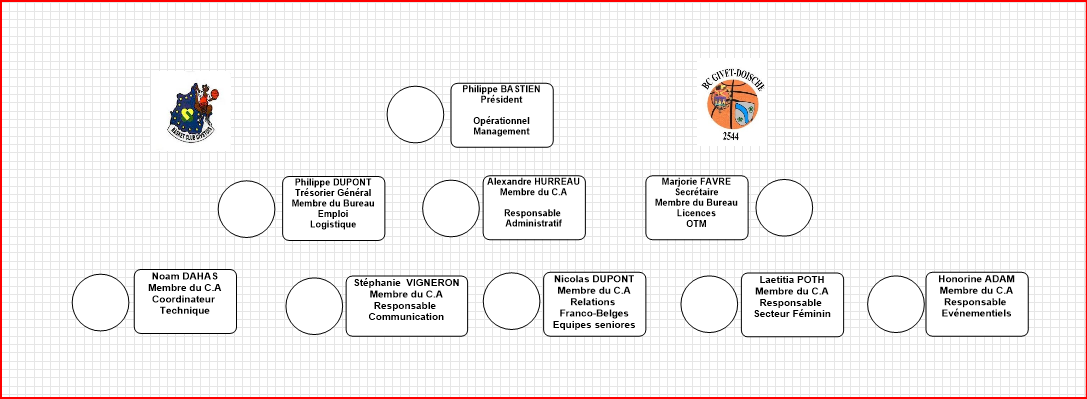 Philippe BASTIEN
Président
Opérationnel
Management
BASKET CLUB GIVETOIS
BC GIVET-DOISCHE
2544
Philippe DUPONT
Trésorier Général
Membre du Bureau
Emploi
Logistique
Alexandre HURREAU
Membre du C.A
Responsable
Administratif
Marjorie FAVRE
Secrétaire
Membre du Bureau
Licences
OTM
Noam DAHAS
Membre du C.A
Coordinateur
Technique
Stéphanie VIGNERON
Membre du C.A
Responsable
Communication
Nicolas DUPONT
Membre du C.A
Relations
Franco-Belges
Equipes seniores
Laetitia POTH
Membre du C.A
Responsable
Secteur Féminin
Honorine ADAM
Membre du C.A
Responsable
Evénementiels